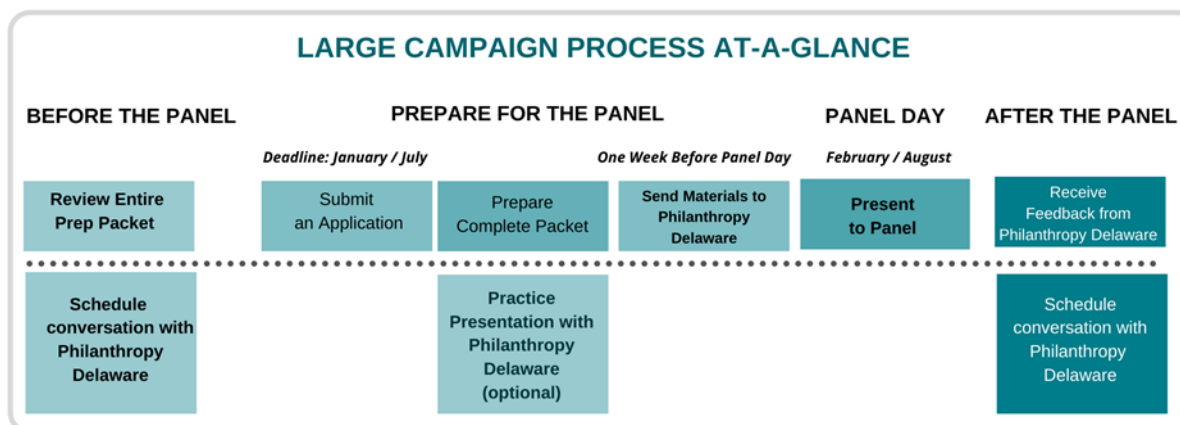 LARGE CAMPAIGN PROCESS AT-A-GLANCE
BEFORE THE PANEL
PREPARE FOR THE PANEL
PANEL DAY
AFTER THE PANEL
Deadline: January / July
One Week Before Panel Day
February / August
Review Entire
Prep Packet
Submit
an Application
Prepare
Complete Packet
Send Materials to
Philanthropy
Delaware
Present
to Panel
Receive
Feedback from
Philanthropy Delaware
Schedule
conversation with
Philanthropy
Delaware
Practice
Presentation with
Philanthropy
Delaware
(optional)
Schedule
conversation with
Philanthropy
Delaware